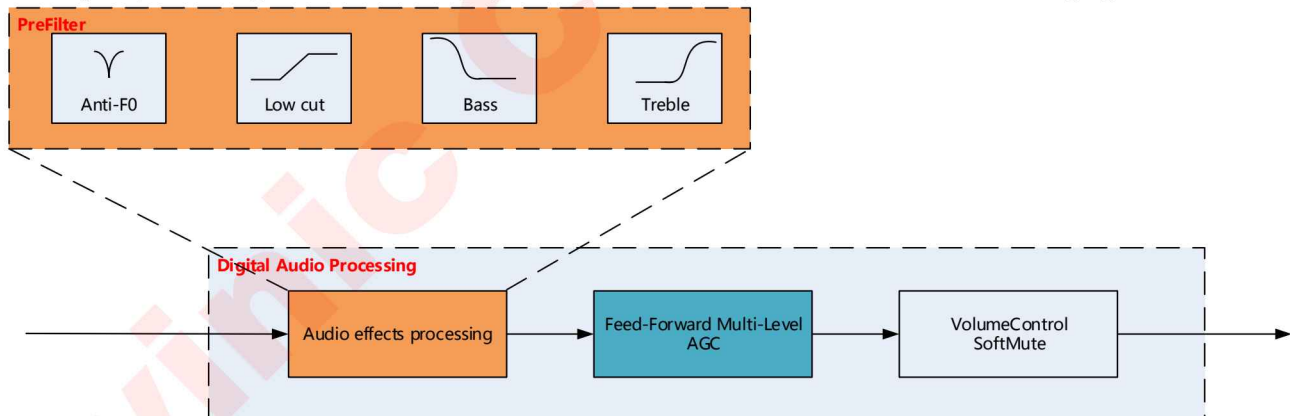 PreFilter
Anti-F0
Low cut
Bass
Treble
Digital Audio Processing
Audio effects processing
Feed-Forward Multi-Level
AGC
VolumeControl
SoftMute